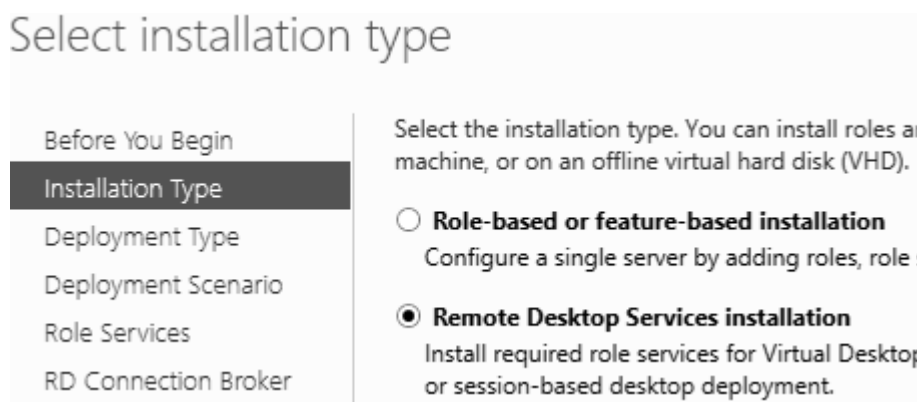 Select installation type
Before You Begin
Installation Type
Deployment Type
Deployment Scenario
Role Services
RD Connection Broker
Select the installation type. You can install roles
machine, or on an offline virtual hard disk (VHD).
Role-based or feature-based installation
Configure a single server by adding roles, role
Remote Desktop Services installation
Install required role services for Virtual Desktop
or session-based desktop deployment.